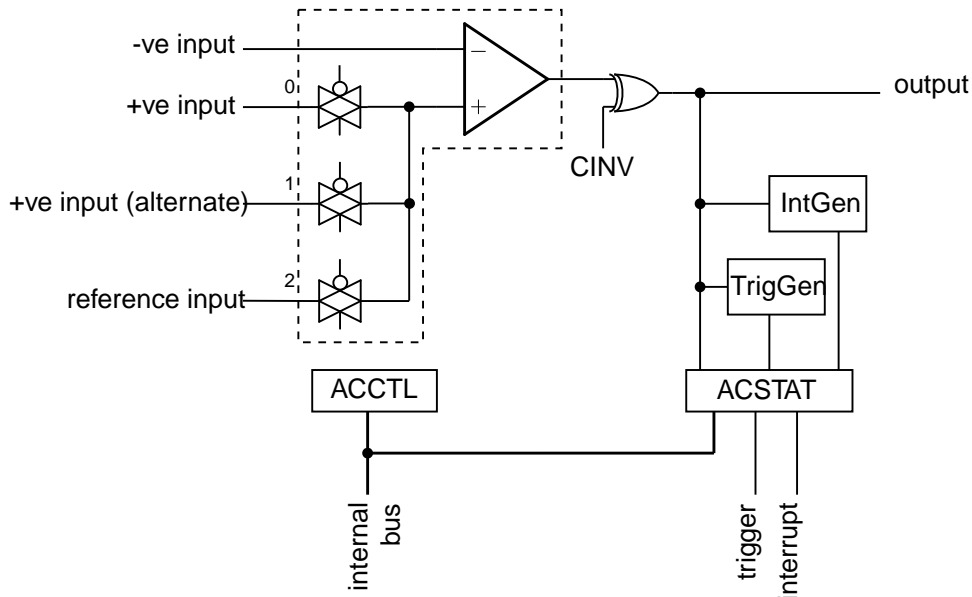 -ve input
−
output
0
+ve input
+
CINV
1
+ve input (alternate)
IntGen
2
reference input
TrigGen
ACCTL
ACSTAT
internal
bus
trigger
interrupt